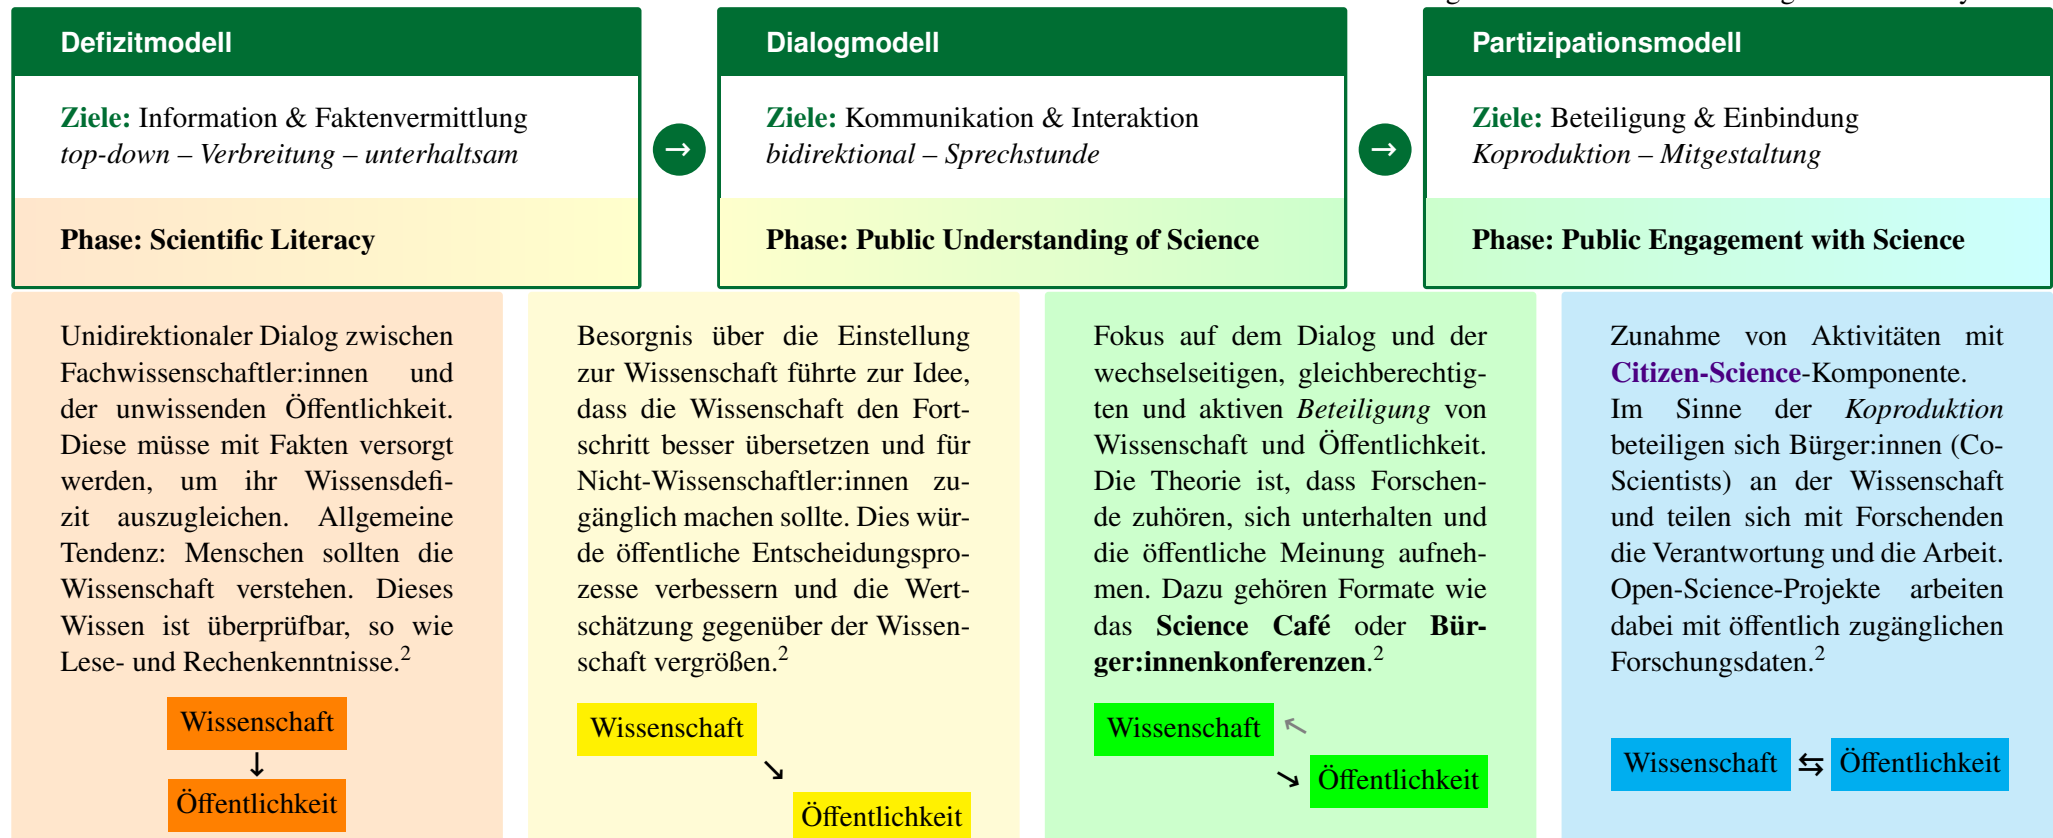 Defizitmodell
Ziele: Information & Faktenvermittlung
top-down – Verbreitung – unterhaltsam
Phase: Scientific Literacy
→
Dialogmodell
Ziele: Kommunikation & Interaktion
bidirektional – Sprechstunde
Phase: Public Understanding of Science
→
Partizipationsmodell
Ziele: Beteiligung & Einbindung
Koproduktion – Mitgestaltung
Phase: Public Engagement with Science
Unidirektionaler Dialog zwischen
Fachwissenschaftler:innen und
der unwissenden Öffentlichkeit.
Diese müsse mit Fakten versorgt
werden, um ihr Wissensdefi-
zit auszugleichen. Allgemeine
Tendenz: Menschen sollten die
Wissenschaft verstehen. Dieses
Wissen ist überprüfbar, so wie
Lese- und Rechenkenntnisse.²
Wissenschaft
↓
Öffentlichkeit
Besorgnis über die Einstellung
zur Wissenschaft führte zur Idee,
dass die Wissenschaft den Fort-
schritt besser übersetzen und für
Nicht-Wissenschaftler:innen zu-
gänglich machen sollte. Dies wür-
de öffentliche Entscheidungspro-
zesse verbessern und die Wert-
schätzung gegenüber der Wissen-
schaft vergrößen.²
Wissenschaft
↘
Öffentlichkeit
Fokus auf dem Dialog und der
wechselseitigen, gleichberechtig-
ten und aktiven Beteiligung von
Wissenschaft und Öffentlichkeit.
Die Theorie ist, dass Forschen-
de zuhören, sich unterhalten und
die öffentliche Meinung aufneh-
men. Dazu gehören Formate wie
das Science Café oder Bür-
ger:innenkonferenzen.²
Wissenschaft ↖
↘ Öffentlichkeit
Zunahme von Aktivitäten mit
Citizen-Science-Komponente.
Im Sinne der Koproduktion
beteiligen sich Bürger:innen (Co-
Scientists) an der Wissenschaft
und teilen sich mit Forschenden
die Verantwortung und die Arbeit.
Open-Science-Projekte arbeiten
dabei mit öffentlich zugänglichen
Forschungsdaten.²
Wissenschaft ⇆ Öffentlichkeit